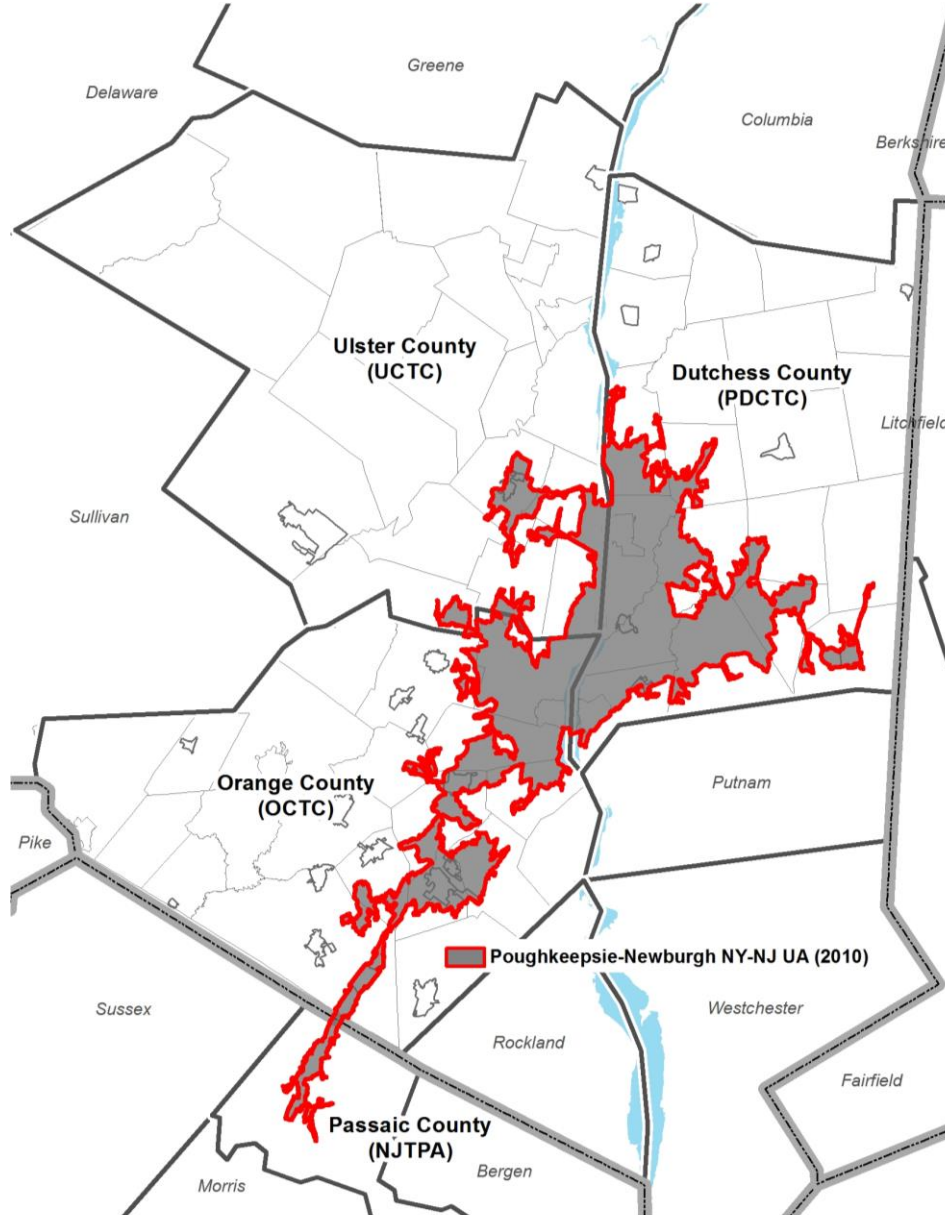 Greene
Delaware
Columbia
Berkshire
Ulster County
(UCTC)
Dutchess County
(PDCTC)
Litchfield
Sullivan
Orange County
(OCTC)
Putnam
Pike
Poughkeepsie-Newburgh NY-NJ UA (2010)
Sussex
Westchester
Rockland
Fairfield
Passaic County
(NJTPA)
Bergen
Morris